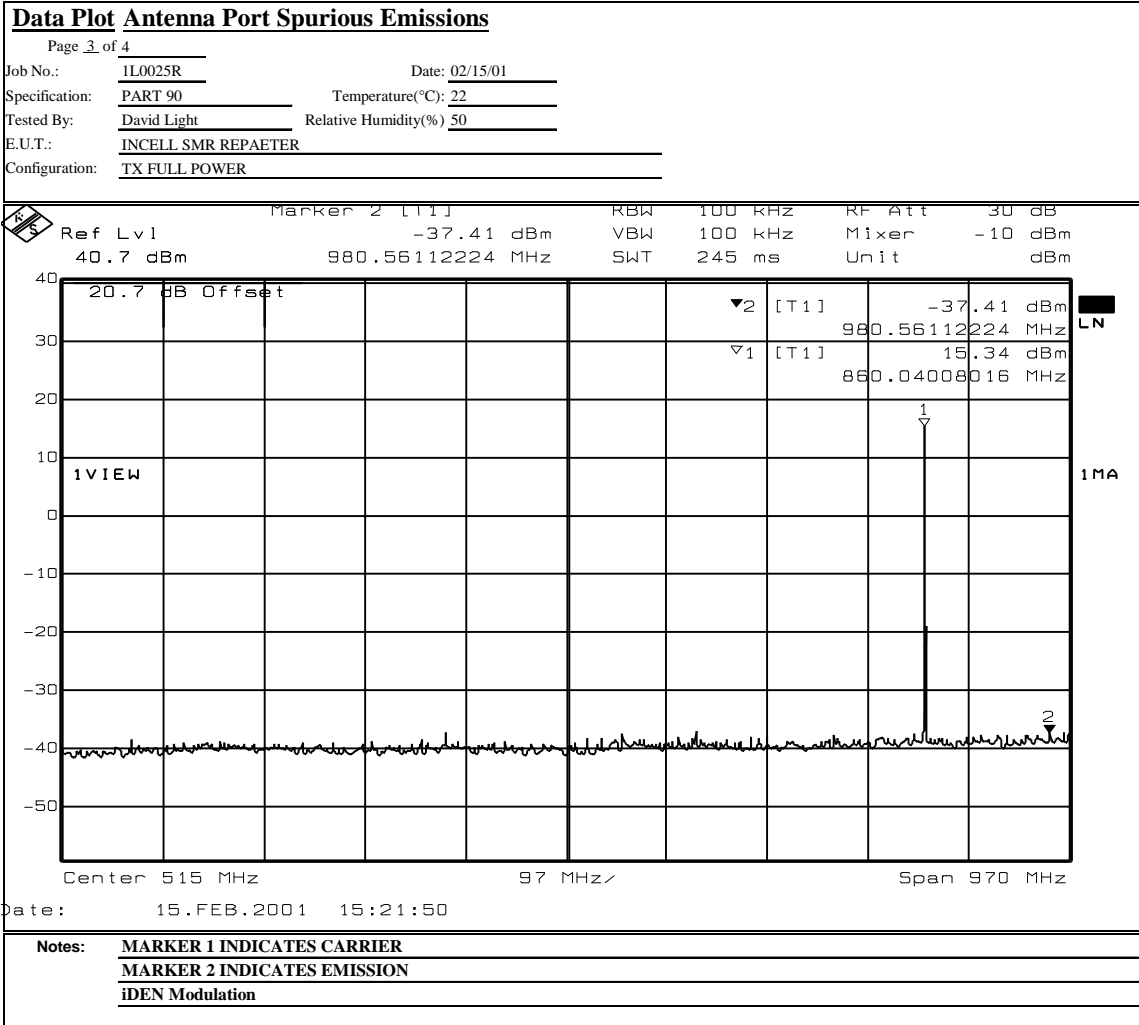 Data Plot Antenna Port Spurious Emissions
Page 3 of 4
Job No.: 1L0025R Date: 02/15/01
Specification: PART 90 Temperature(°C): 22
Tested By: David Light Relative Humidity(%) 50
E.U.T.: INCELL SMR REPAETER
Configuration: TX FULL POWER
Marker 2 [T1] RBW 100 kHz RF Att 30 dB
Ref Lvl -37.41 dBm VBW 100 kHz Mixer -10 dBm
40.7 dBm 980.56112224 MHz SWT 245 ms Unit dBm
40
20.7 dB Offset
▼2 [T1] -37.41 dBm
LN
980.56112224 MHz
30
▽1 [T1] 15.34 dBm
860.04008016 MHz
20
1
10
1VIEW 1MA
0
-10
-20
-30
2
-40
-50
Center 515 MHz 97 MHz/ Span 970 MHz
Date: 15.FEB.2001 15:21:50
Notes: MARKER 1 INDICATES CARRIER
MARKER 2 INDICATES EMISSION
iDEN Modulation